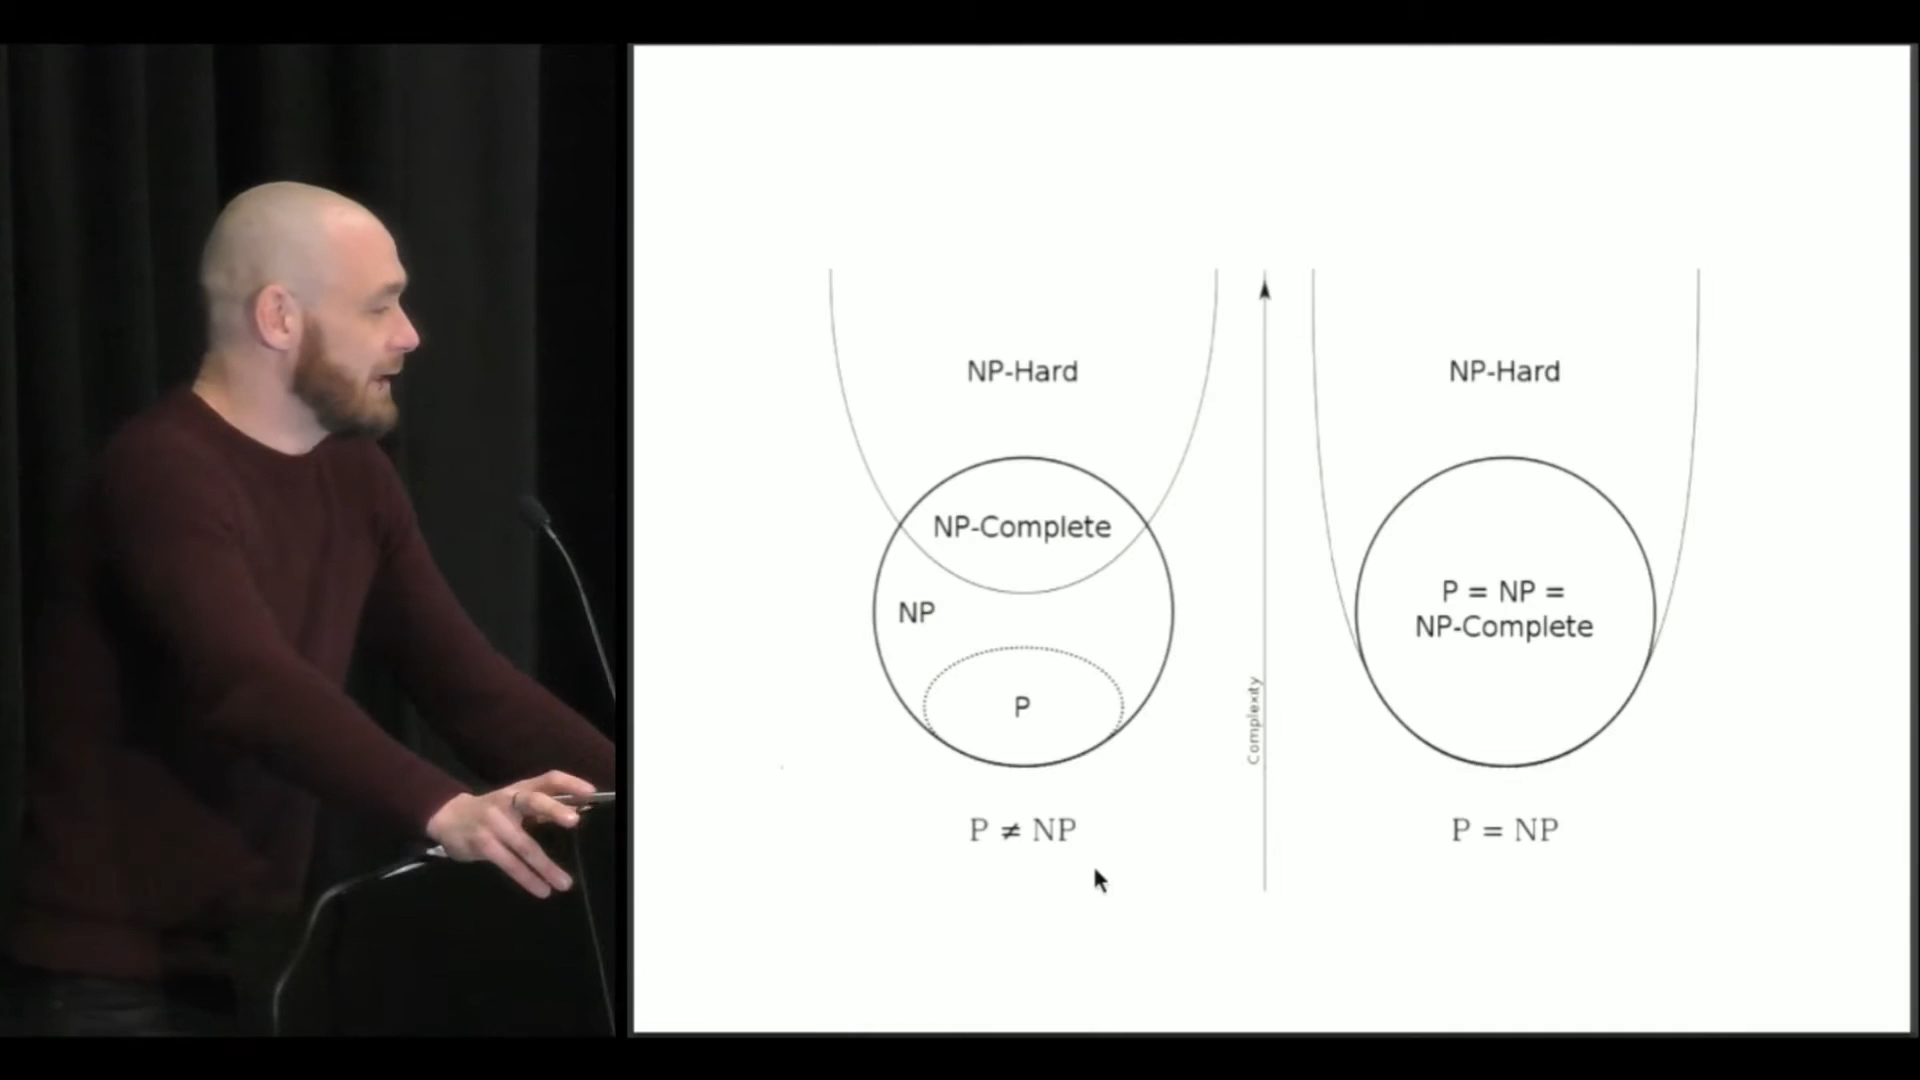 NP-Hard
NP-Complete
NP
P
P ≠ NP
Complexity
NP-Hard
P = NP =
NP-Complete
P = NP